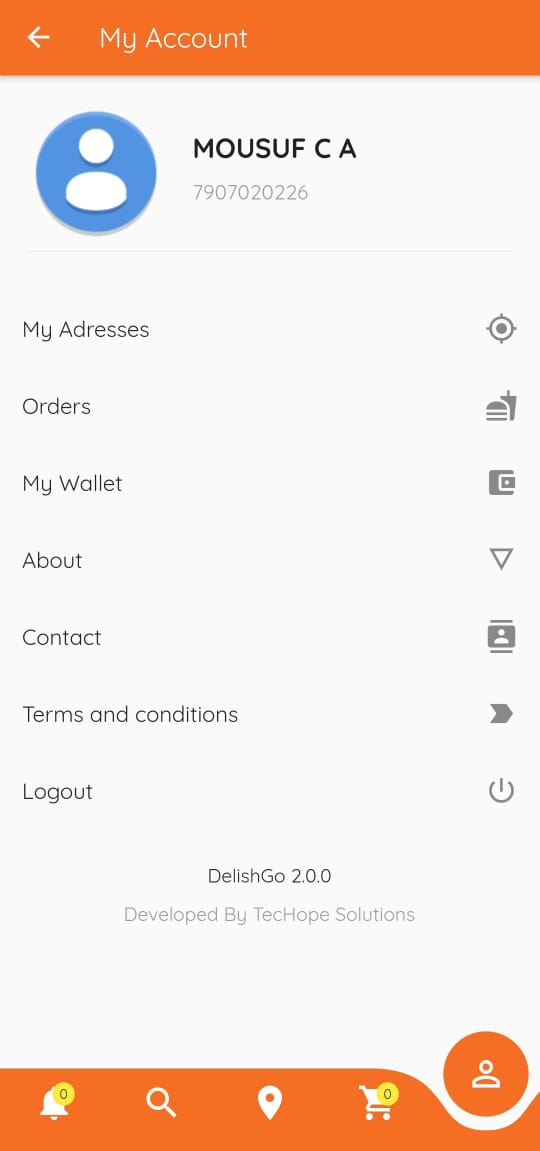 My Account
MOUSUF C A
7907020226
My Adresses
Orders
My Wallet
About
Contact
Terms and conditions
Logout
DelishGo 2.0.0
Developed By TecHope Solutions
0
0